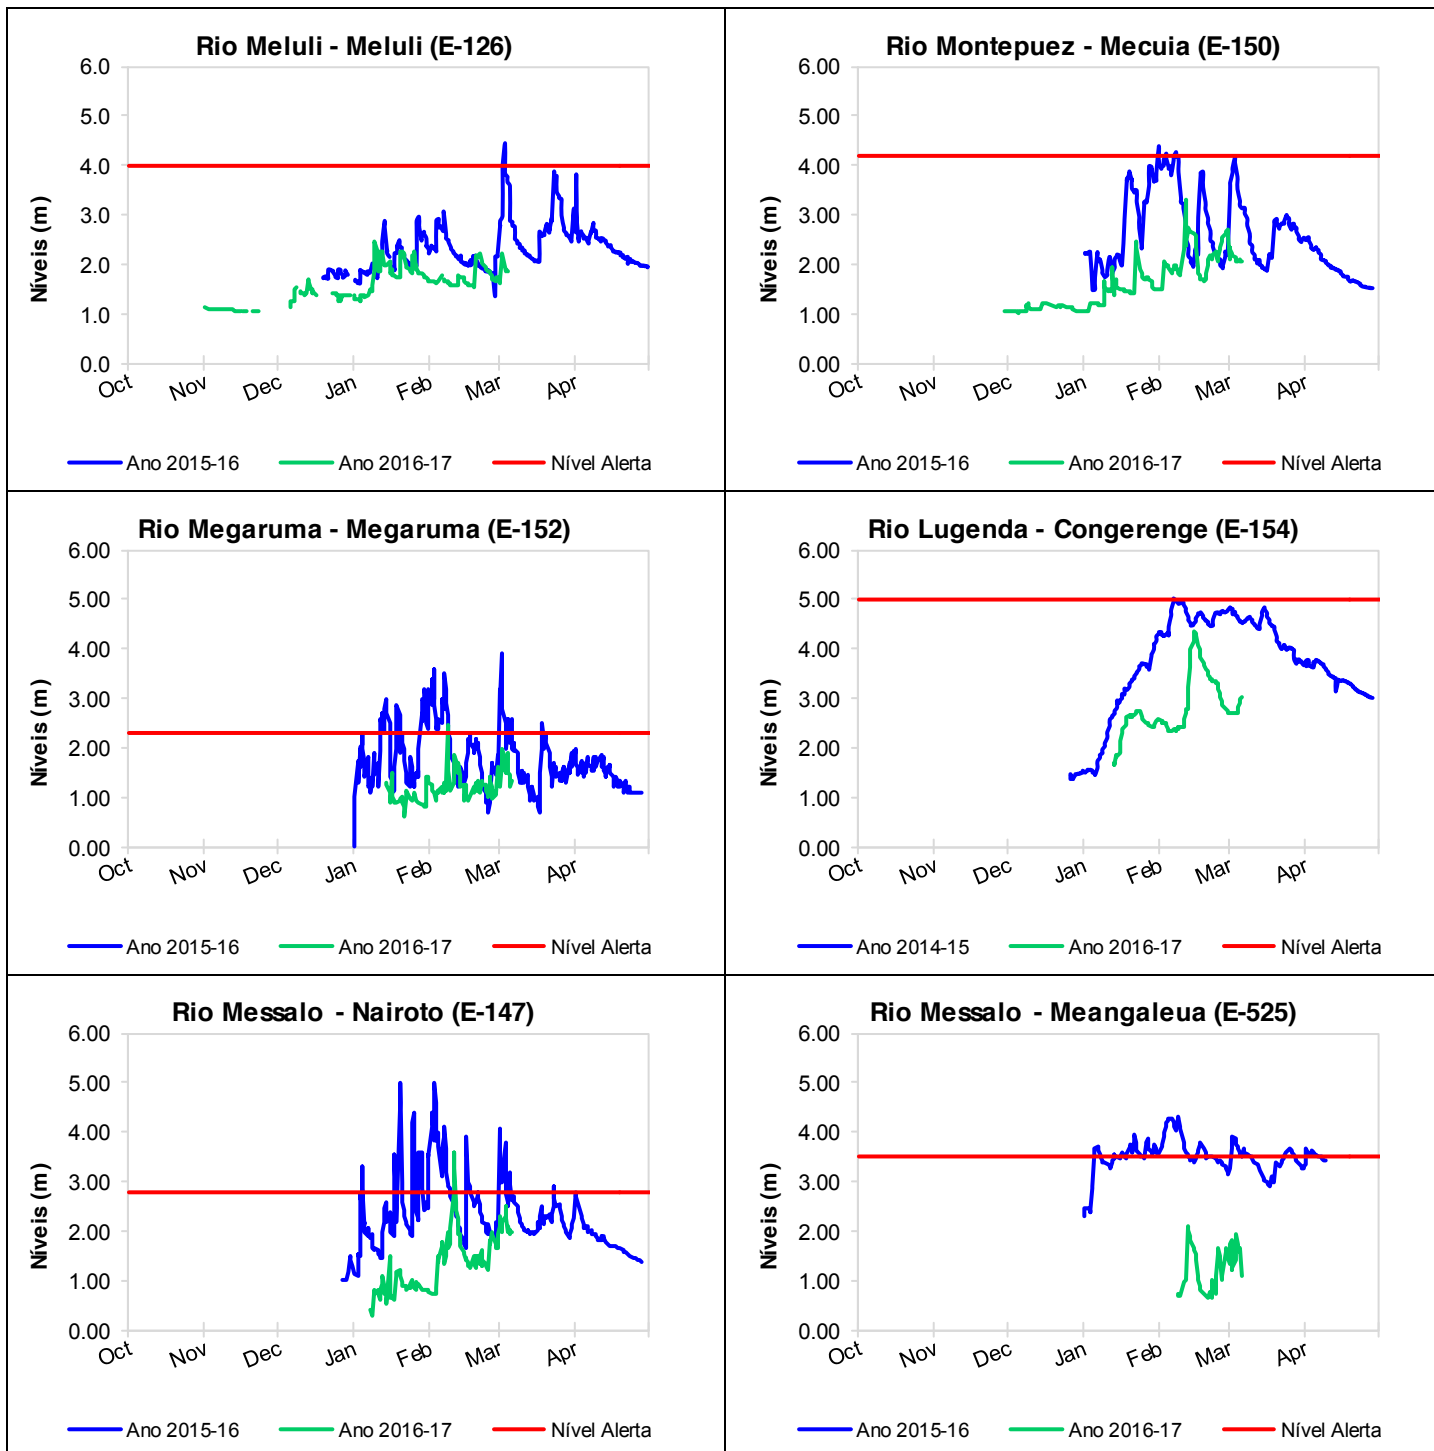 Rio Meluli - Meluli (E-126)
6.0
5.0
4.0
3.0
2.0
1.0
0.0
Níveis (m)
Oct Nov Dec Jan Feb Mar Apr
Ano 2015-16 Ano 2016-17 Nível Alerta
Rio Montepuez - Mecuia (E-150)
6.00
5.00
4.00
3.00
2.00
1.00
0.00
Níveis (m)
Oct Nov Dec Jan Feb Mar Apr
Ano 2015-16 Ano 2016-17 Nível Alerta
Rio Megaruma - Megaruma (E-152)
6.00
5.00
4.00
3.00
2.00
1.00
0.00
Níveis (m)
Oct Nov Dec Jan Feb Mar Apr
Ano 2015-16 Ano 2016-17 Nível Alerta
Rio Lugenda - Congerenge (E-154)
6.00
5.00
4.00
3.00
2.00
1.00
0.00
Níveis (m)
Oct Nov Dec Jan Feb Mar Apr
Ano 2014-15 Ano 2016-17 Nível Alerta
Rio Messalo - Nairoto (E-147)
6.00
5.00
4.00
3.00
2.00
1.00
0.00
Níveis (m)
Oct Nov Dec Jan Feb Mar Apr
Ano 2015-16 Ano 2016-17 Nível Alerta
Rio Messalo - Meangaleua (E-525)
6.00
5.00
4.00
3.00
2.00
1.00
0.00
Níveis (m)
Oct Nov Dec Jan Feb Mar Apr
Ano 2015-16 Ano 2016-17 Nível Alerta